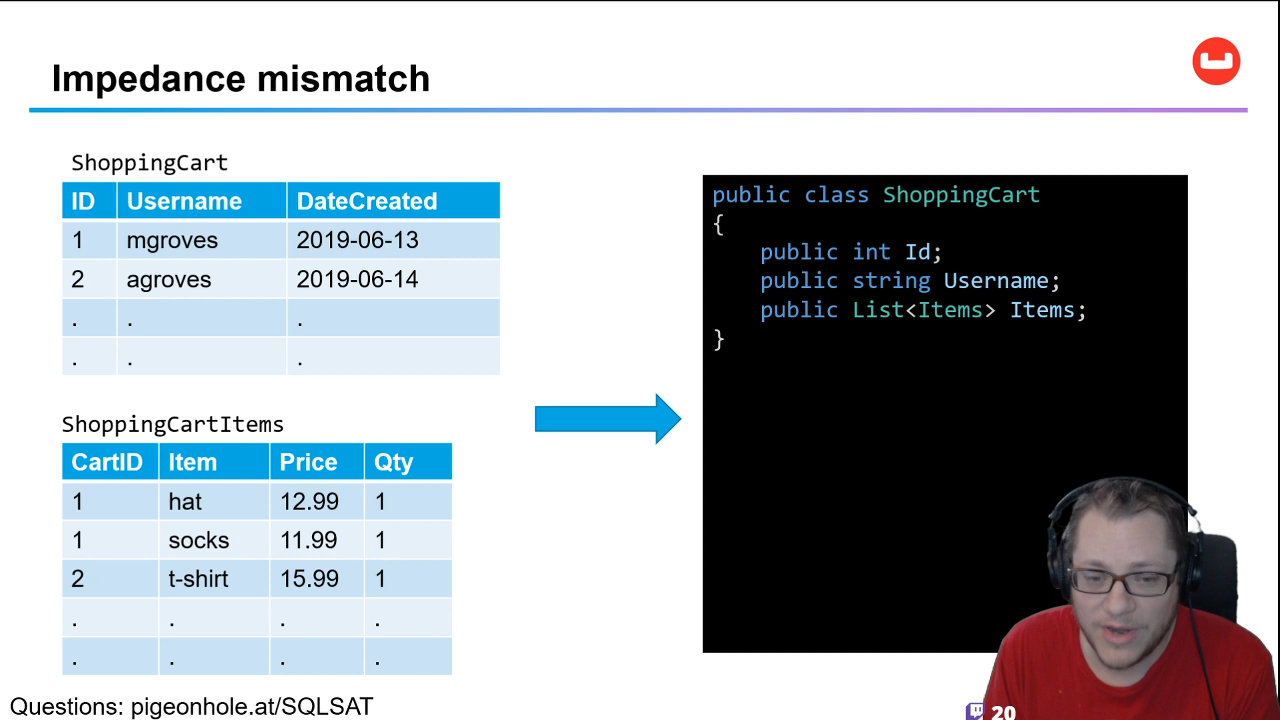 Impedance mismatch
ShoppingCart
ID Username DateCreated
1 mgroves 2019-06-13
2 agroves 2019-06-14
. . .
. . .
ShoppingCartItems
CartID Item Price Qty
1 hat 12.99 1
1 socks 11.99 1
2 t-shirt 15.99 1
. . . .
. . . .
public class ShoppingCart
{
public int Id;
public string Username;
public List<Items> Items;
}
Questions: pigeonhole.at/SQLSAT
20